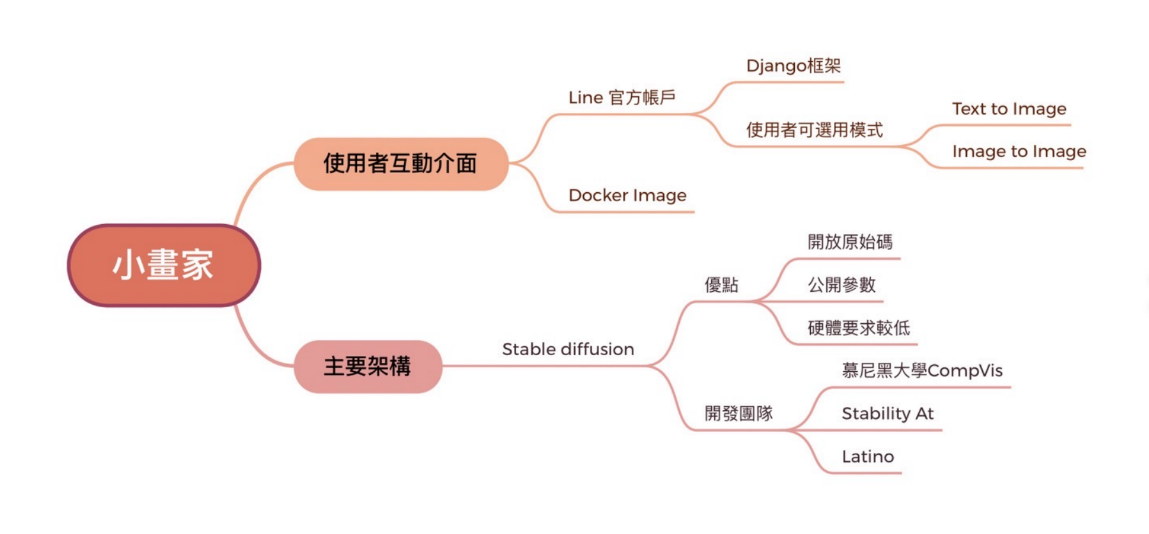 小畫家
使用者互動介面
Line 官方帳戶
Django框架
使用者可選用模式
Text to Image
Image to Image
Docker Image
主要架構
Stable diffusion
優點
開放原始碼
公開參數
硬體要求較低
開發團隊
慕尼黑大學CompVis
Stability At
Latino